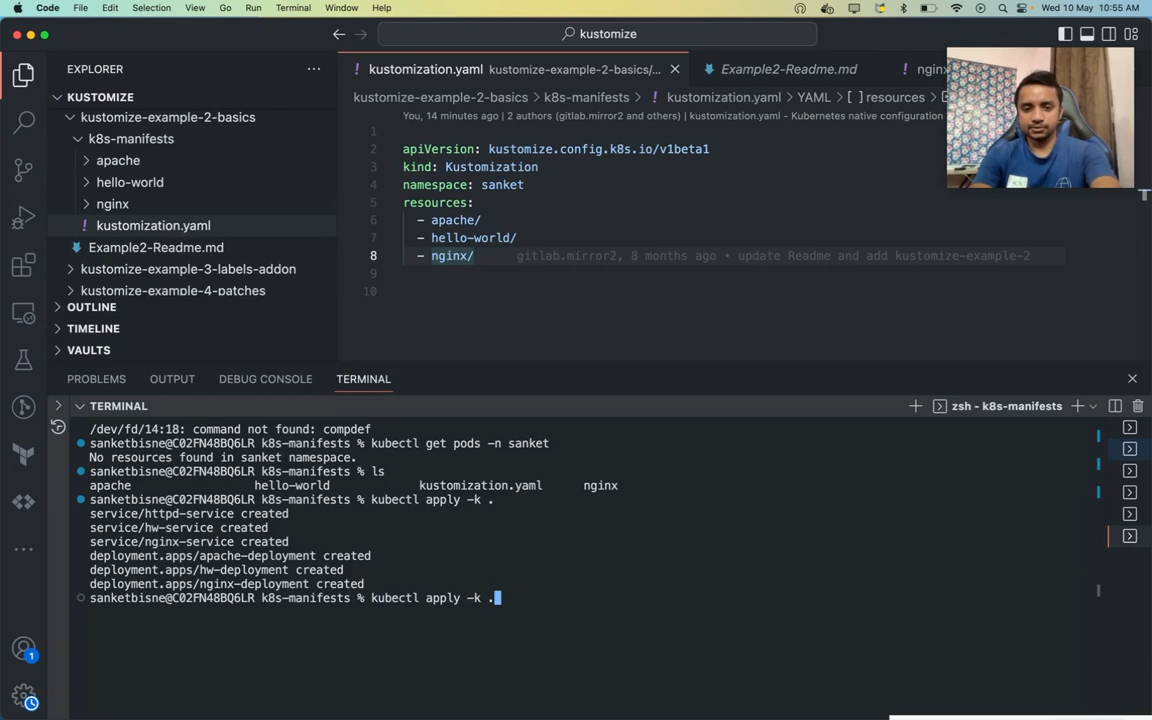 Code File Edit Selection View Go Run Terminal Window Help Wed 10 May 10:55 AM
kustomize
EXPLORER
kustomization.yaml kustomize-example-2-basics/... Example2-Readme.md
KUSTOMIZE
kustomize-example-2-basics > k8s-manifests > kustomization.yaml > YAML > [ ] resources >
kustomize-example-2-basics
k8s-manifests
apache
hello-world
nginx
kustomization.yaml
Example2-Readme.md
kustomize-example-3-labels-addon
kustomize-example-4-patches
OUTLINE
TIMELINE
VAULTS
You, 14 minutes ago | 2 authors (gitlab.mirror2 and others) | kustomization.yaml - Kubernetes native configuration
1
2 apiVersion: kustomize.config.k8s.io/v1beta1
3 kind: Kustomization
4 namespace: sanket
5 resources:
6 - apache/
7 - hello-world/
8 - nginx/ gitlab.mirror2, 8 months ago • update Readme and add kustomize-example-2
9
10
PROBLEMS OUTPUT DEBUG CONSOLE TERMINAL
TERMINAL zsh - k8s-manifests
/dev/fd/14:18: command not found: compdef
sanketbisne@C02FN48BQ6LR k8s-manifests % kubectl get pods -n sanket
No resources found in sanket namespace.
sanketbisne@C02FN48BQ6LR k8s-manifests % ls
apache hello-world kustomization.yaml nginx
sanketbisne@C02FN48BQ6LR k8s-manifests % kubectl apply -k .
service/httpd-service created
service/hw-service created
service/nginx-service created
deployment.apps/apache-deployment created
deployment.apps/hw-deployment created
deployment.apps/nginx-deployment created
sanketbisne@C02FN48BQ6LR k8s-manifests % kubectl apply -k .
1